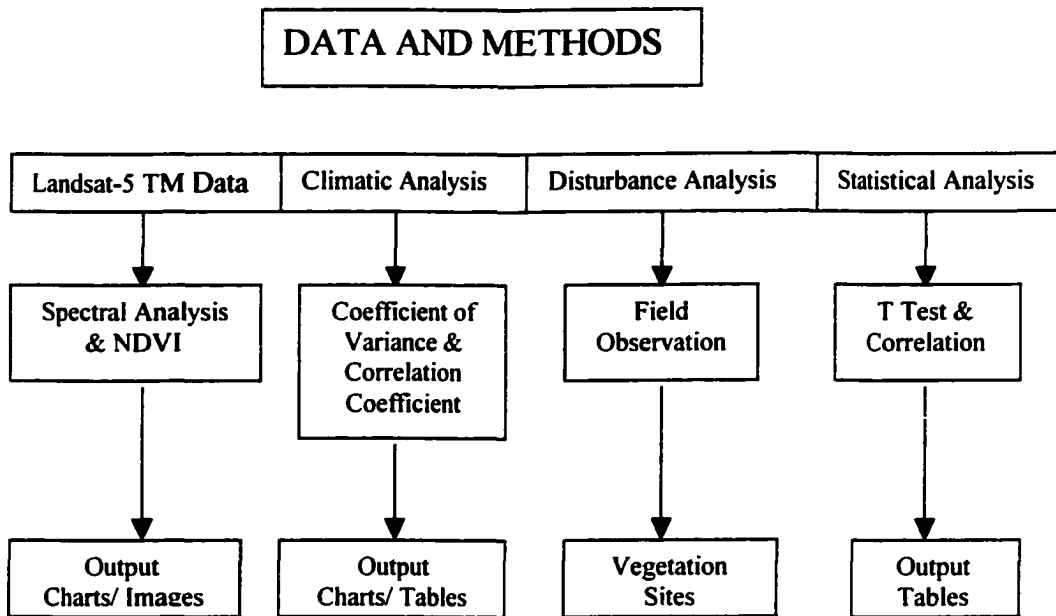 DATA AND METHODS
Landsat-5 TM Data
Climatic Analysis
Disturbance Analysis
Statistical Analysis
Spectral Analysis
& NDVI
Coefficient of
Variance &
Correlation
Coefficient
Field
Observation
T Test &
Correlation
Output
Charts/ Images
Output
Charts/ Tables
Vegetation
Sites
Output
Tables